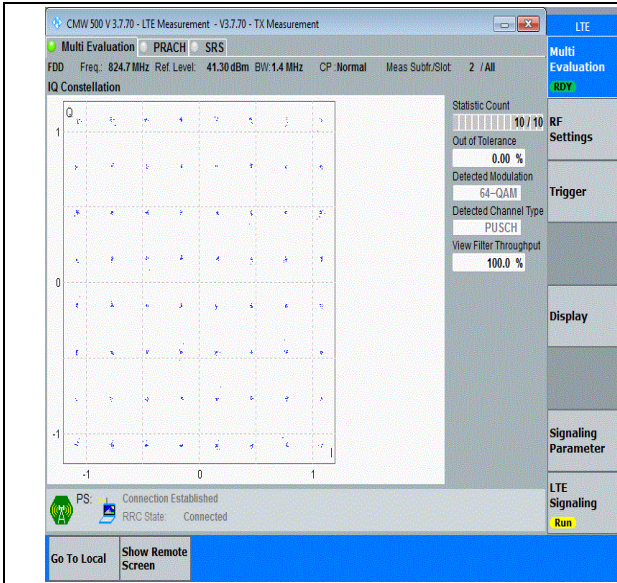 CMW 500 V 3.7.70 - LTE Measurement - V3.7.70 - TX Measurement
LTE
Multi Evaluation PRACH SRS
FDD Freq.: 824.7 MHz Ref. Level: 41.30 dBm BW: 1.4 MHz CP : Normal Meas Subfr./Slot: 2 / All
IQ Constellation
Q
1
0
-1
-1 0 1
I
Statistic Count
10 / 10
Out of Tolerance
0.00 %
Detected Modulation
64-QAM
Detected Channel Type
PUSCH
View Filter Throughput
100.0 %
Multi
Evaluation
RDY
RF
Settings
Trigger
Display
Signaling
Parameter
LTE
Signaling
Run
PS: Connection Established
RRC State: Connected
Go To Local
Show Remote
Screen